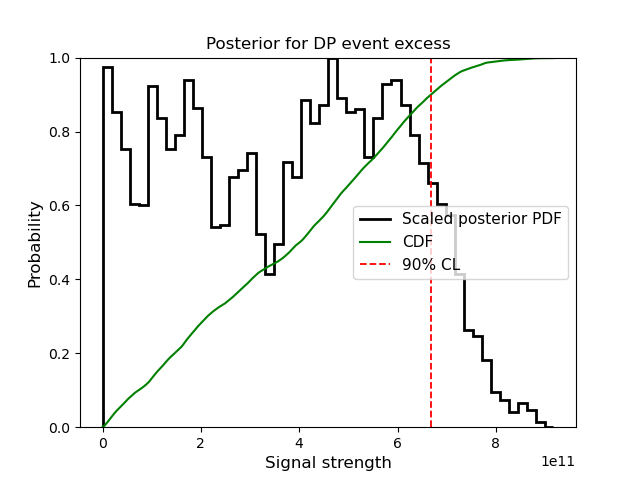 Posterior for DP event excess
Probability
1.0
0.8
0.6
0.4
0.2
0.0
Scaled posterior PDF
CDF
90% CL
0 2 4 6 8
1e11
Signal strength